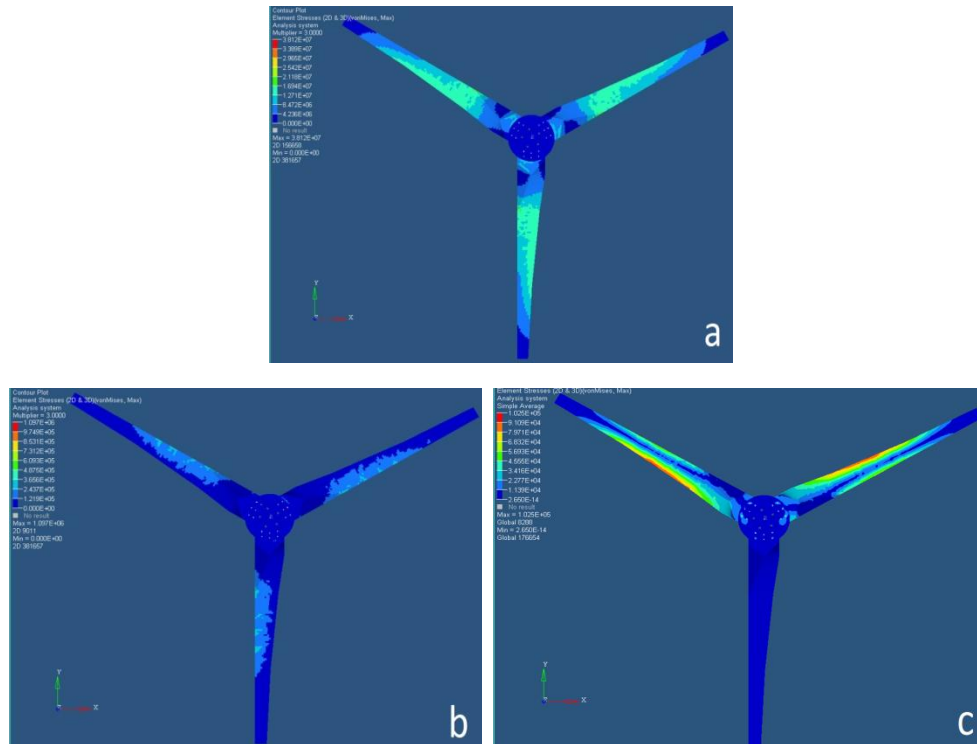 Contour Plot
Element Stresses (2D & 3D)(vonMises, Max)
Analysis system
Multiplier = 3.0000
3.812E+07
3.389E+07
2.965E+07
2.542E+07
2.118E+07
1.694E+07
1.271E+07
8.472E+06
4.236E+06
0.000E+00
No result
Max = 3.812E+07
Min = 0.000E+00
2D 381657
Y
X
a
Contour Plot
Element Stresses (2D & 3D)(vonMises, Max)
Analysis system
Multiplier = 3.0000
1.097E+06
9.749E+05
8.531E+05
7.312E+05
6.093E+05
4.875E+05
3.656E+05
2.437E+05
1.219E+05
0.000E+00
No result
Max = 1.097E+06
2D 9011
Min = 0.000E+00
2D 381657
Y
X
b
Element Stresses (2D & 3D)(vonMises, Max)
Analysis system
Simple Average
1.025E+05
9.109E+04
7.971E+04
6.832E+04
5.693E+04
4.555E+04
3.416E+04
2.277E+04
1.139E+04
2.650E-14
No result
Max = 1.025E+05
Global 8288
Min = 2.650E-14
Global 176654
Y
X
c